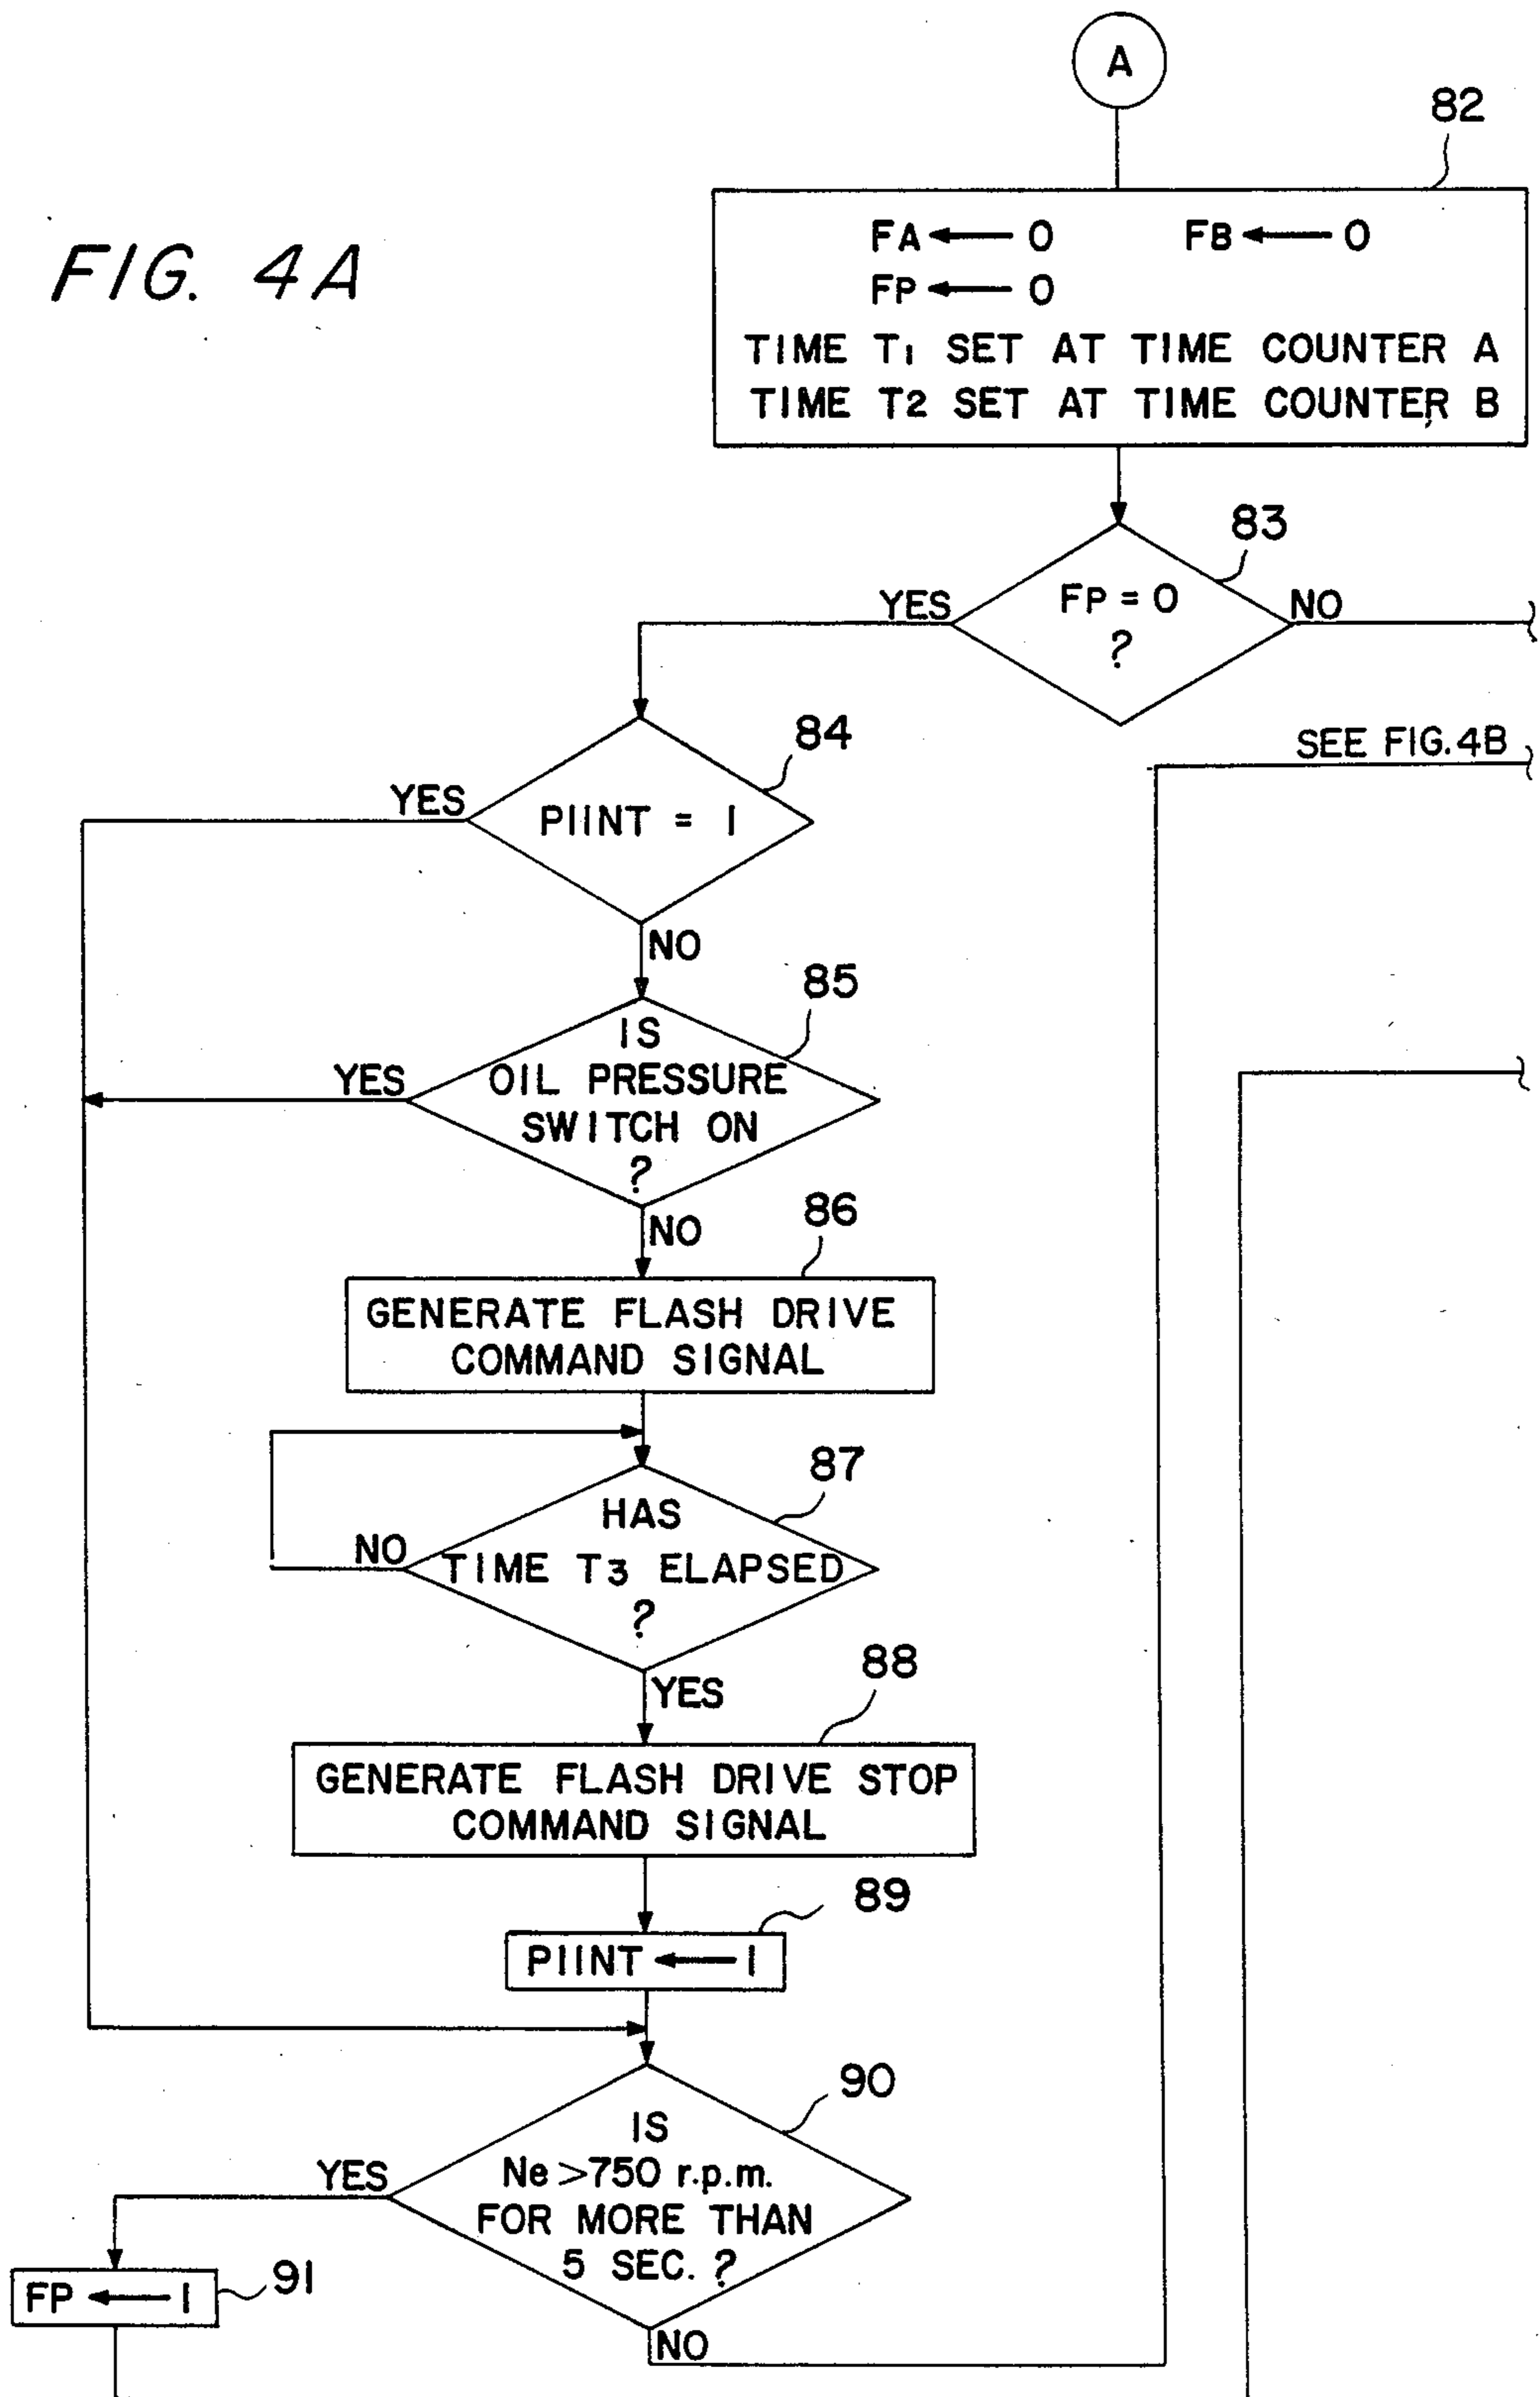 A
82
FIG. 4A
FA ← 0 FB ← 0
FP ← 0
TIME T1 SET AT TIME COUNTER A
TIME T2 SET AT TIME COUNTER B
83
YES
FP = 0
?
NO
SEE FIG. 4B
84
YES
PIINT = 1
NO
85
YES
IS
OIL PRESSURE
SWITCH ON
?
NO
86
GENERATE FLASH DRIVE
COMMAND SIGNAL
87
NO
HAS
TIME T3 ELAPSED
?
YES
88
GENERATE FLASH DRIVE STOP
COMMAND SIGNAL
89
PIINT ← 1
90
YES
IS
Ne >750 r.p.m.
FOR MORE THAN
5 SEC. ?
FP ← 1
91
NO